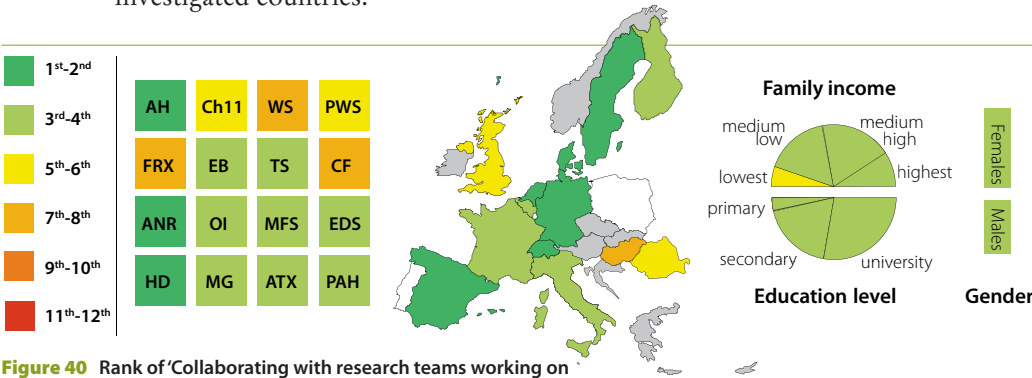 investigated countries.
1st-2nd
3rd-4th
5th-6th
7th-8th
9th-10th
11th-12th
AH Ch11 WS PWS
FRX EB TS CF
ANR OI MFS EDS
HD MG ATX PAH
Family income
medium low
medium high
lowest
highest
primary
secondary
university
Education level
Females
Males
Gender
Figure 40 Rank of ‘Collaborating with research teams working on